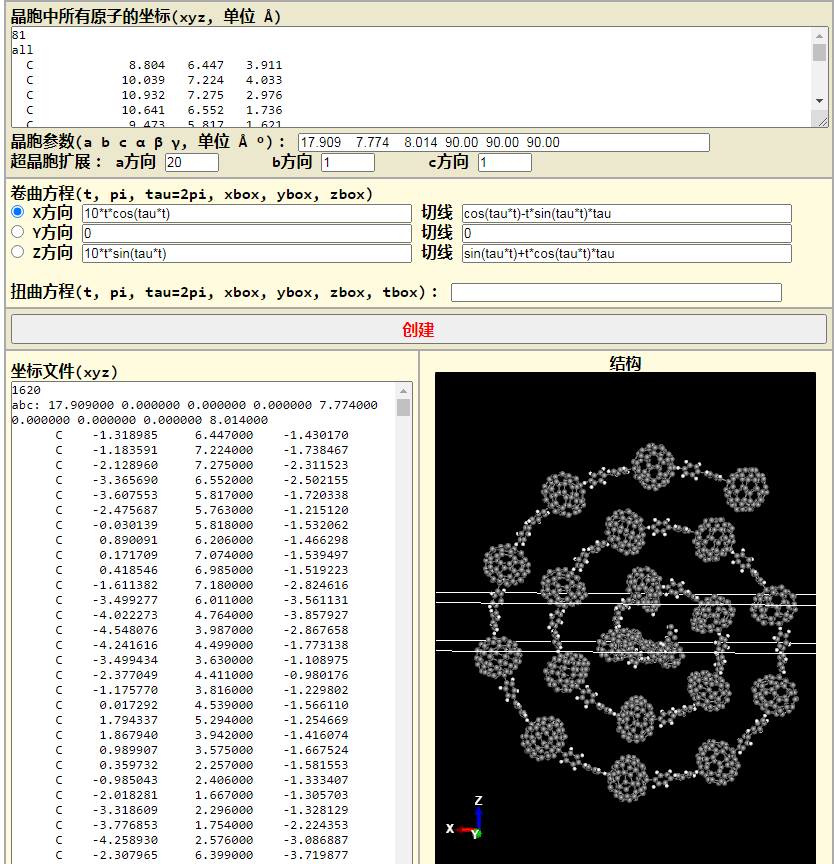 晶胞中所有原子的坐标(xyz, 单位 Å)
81
all
C 8.804 6.447 3.911
C 10.039 7.224 4.033
C 10.932 7.275 2.976
C 10.641 6.552 1.736
C 9.473 5.817 1.621
晶胞参数(a b c α β γ, 单位 Å º): 17.909 7.774 8.014 90.00 90.00 90.00
超晶胞扩展: a方向 20 b方向 1 c方向 1
卷曲方程(t, pi, tau=2pi, xbox, ybox, zbox)
X方向 10*t*cos(tau*t) 切线 cos(tau*t)-t*sin(tau*t)*tau
Y方向 0 切线 0
Z方向 10*t*sin(tau*t) 切线 sin(tau*t)+t*cos(tau*t)*tau
扭曲方程(t, pi, tau=2pi, xbox, ybox, zbox, tbox):
创建
坐标文件(xyz)
1620
abc: 17.909000 0.000000 0.000000 0.000000 7.774000
0.000000 0.000000 0.000000 8.014000
C -1.318985 6.447000 -1.430170
C -1.183591 7.224000 -1.738467
C -2.128960 7.275000 -2.311523
C -3.365690 6.552000 -2.502155
C -3.607553 5.817000 -1.720338
C -2.475687 5.763000 -1.215120
C -0.030139 5.818000 -1.532062
C 0.890091 6.206000 -1.466298
C 0.171709 7.074000 -1.539497
C 0.418546 6.985000 -1.519223
C -1.611382 7.180000 -2.824616
C -3.499277 6.011000 -3.561131
C -4.022273 4.764000 -3.857927
C -4.548076 3.987000 -2.867658
C -4.241616 4.499000 -1.773138
C -3.499434 3.630000 -1.108975
C -2.377049 4.411000 -0.980176
C -1.175770 3.816000 -1.229802
C 0.017292 4.539000 -1.566110
C 1.794337 5.294000 -1.254669
C 1.867940 3.942000 -1.416074
C 0.989907 3.575000 -1.667524
C 0.359732 2.257000 -1.581553
C -0.985043 2.406000 -1.333407
C -2.018281 1.667000 -1.305703
C -3.318609 2.296000 -1.328129
C -3.776853 1.754000 -2.224353
C -4.258930 2.576000 -3.086887
C -2.307965 6.399000 -3.719877
结构
Z
X
Y